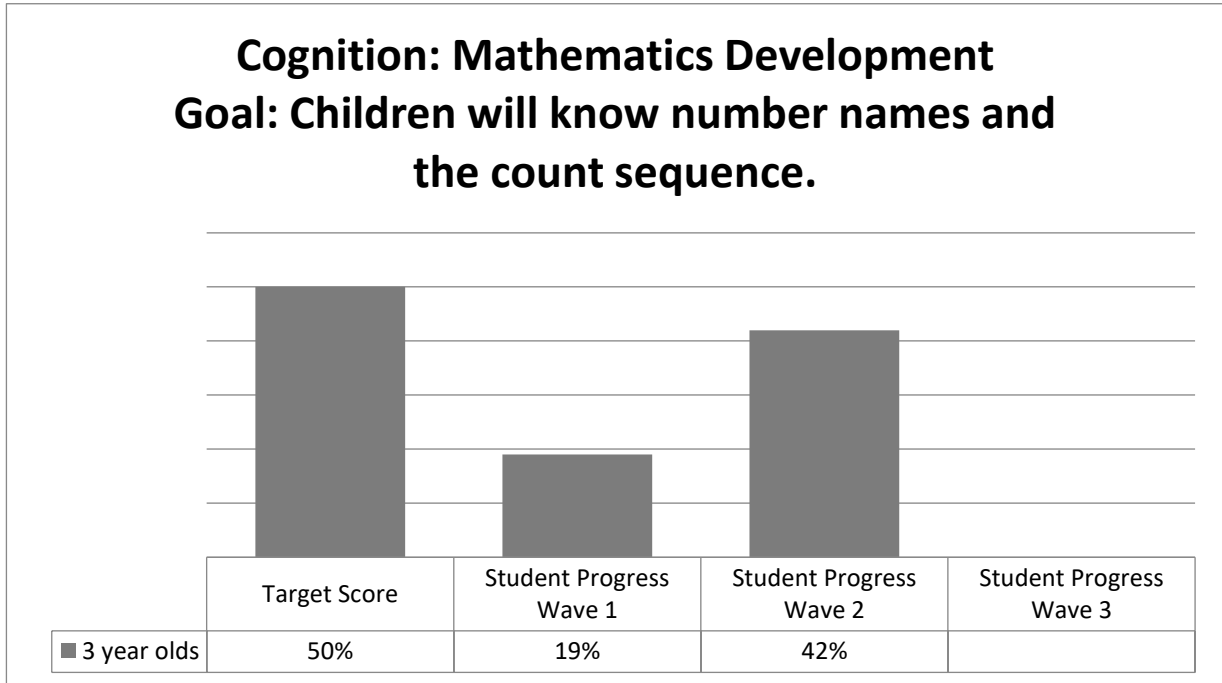 Cognition: Mathematics Development
Goal: Children will know number names and
the count sequence.
Target Score
Student Progress
Wave 1
Student Progress
Wave 2
Student Progress
Wave 3
3 year olds 50% 19% 42%